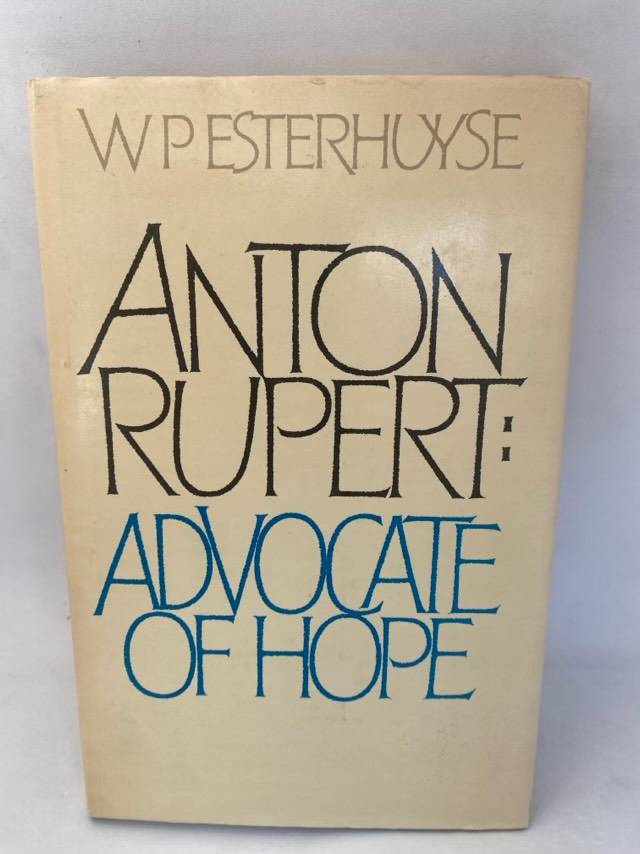 W P ESTERHUYSE
ANTON
RUPERT:
ADVOCATE
OF HOPE